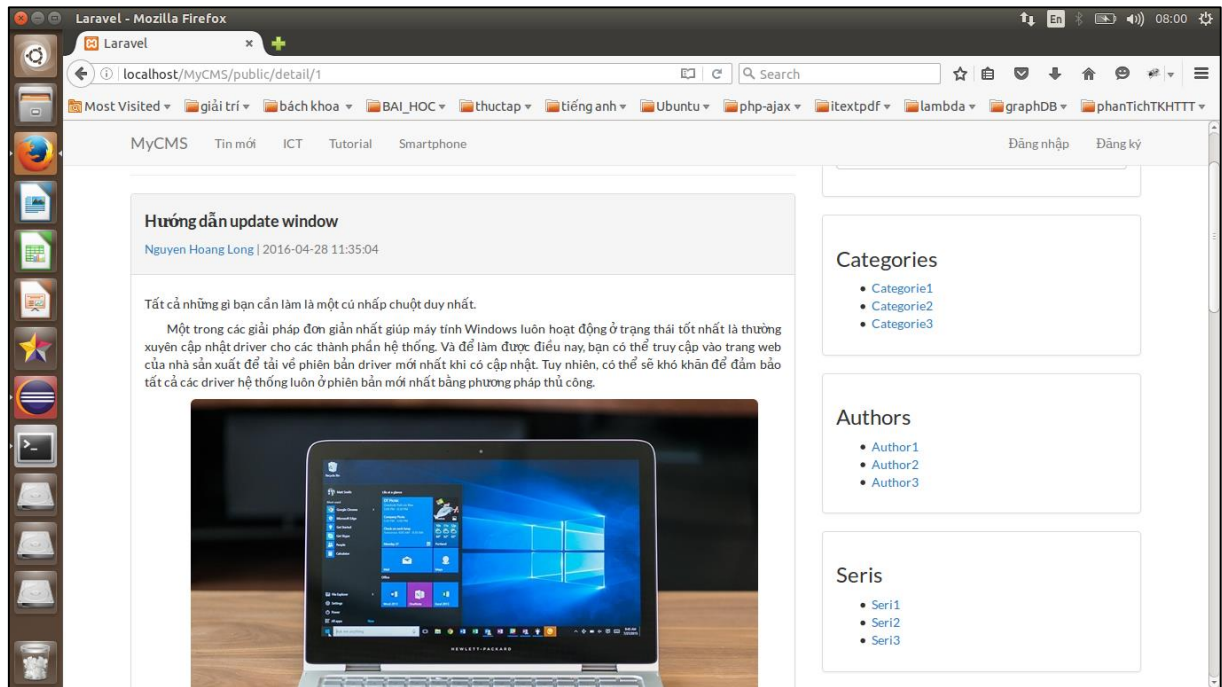 Laravel - Mozilla Firefox
En
08:00
Laravel
localhost/MyCMS/public/detail/1
Search
Most Visited giải trí bách khoa BAI_HOC thuctap tiếng anh Ubuntu php-ajax itextpdf lambda graphDB phanTichTKHTTT
MyCMS Tin mới ICT Tutorial Smartphone Đăng nhập Đăng ký
Hướng dẫn update window
Nguyen Hoang Long | 2016-04-28 11:35:04
Tất cả những gì bạn cần làm là một cú nhấp chuột duy nhất.
Một trong các giải pháp đơn giản nhất giúp máy tính Windows luôn hoạt động ở trạng thái tốt nhất là thường
xuyên cập nhật driver cho các thành phần hệ thống. Và để làm được điều nay, bạn có thể truy cập vào trang web
của nhà sản xuất để tải về phiên bản driver mới nhất khi có cập nhật. Tuy nhiên, có thể sẽ khó khăn để đảm bảo
tất cả các driver hệ thống luôn ở phiên bản mới nhất bằng phương pháp thủ công.
HEWLETT-PACKARD
Categories
Categorie1
Categorie2
Categorie3
Authors
Author1
Author2
Author3
Seris
Seri1
Seri2
Seri3